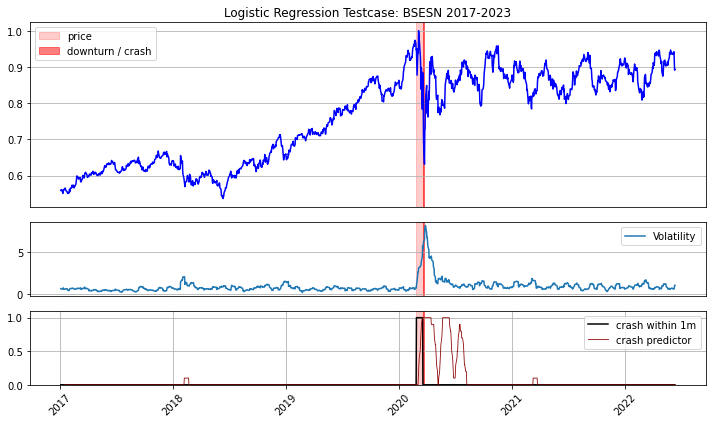 Logistic Regression Testcase: BSESN 2017-2023
1.0
0.9
0.8
0.7
0.6
price
downturn / crash
5
0
Volatility
1.0
0.5
0.0
crash within 1m
crash predictor
2017
2018
2019
2020
2021
2022